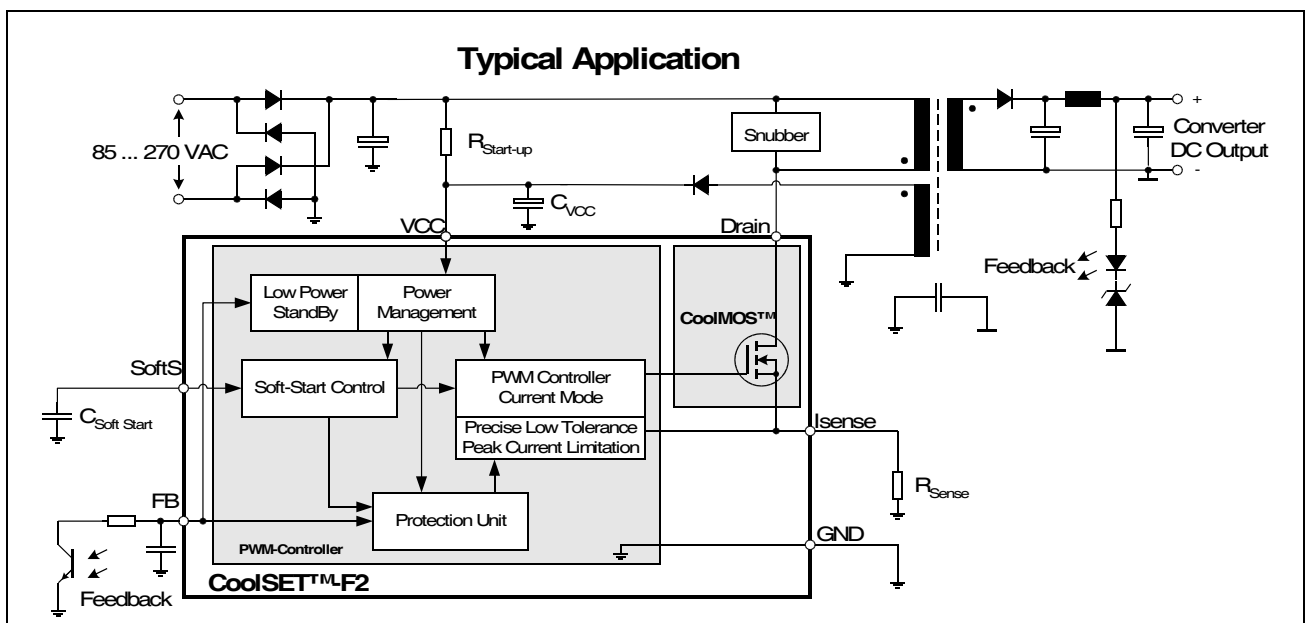 Typical Application
85 ... 270 VAC
RStart-up
Snubber
+
Converter
DC Output
-
CVCC
VCC
Drain
Feedback
Low Power
StandBy
Power
Management
CoolMOS™
SoftS
Soft-Start Control
PWM Controller
Current Mode
CSoft Start
Precise Low Tolerance
Peak Current Limitation
Isense
RSense
FB
Protection Unit
GND
PWM-Controller
CoolSET™-F2
Feedback